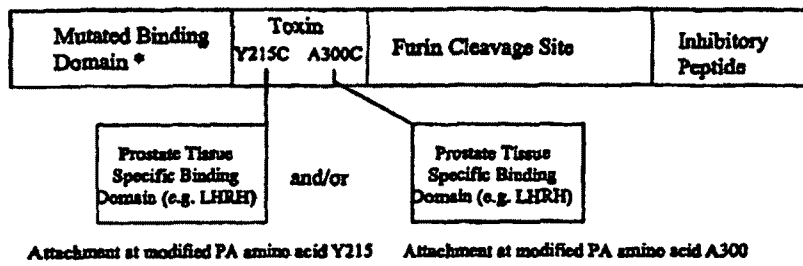 Mutated Binding
Domain *
Toxin
Y215C A300C
Furin Cleavage Site
Inhibitory
Peptide
Prostate Tissue
Specific Binding
Domain (e.g. LHRH)
and/or
Prostate Tissue
Specific Binding
Domain (e.g. LHRH)
Attachment at modified PA amino acid Y215
Attachment at modified PA amino acid A300